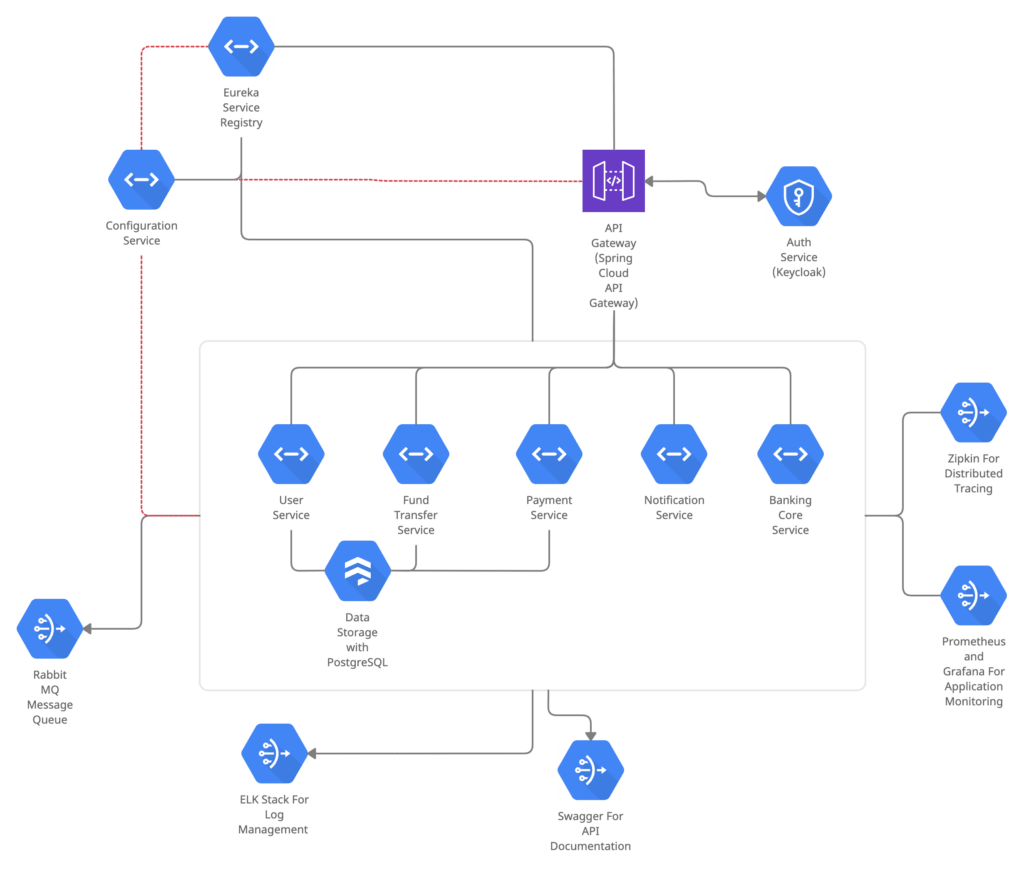 Eureka
Service
Registry
Configuration
Service
API
Gateway
(Spring
Cloud
API
Gateway)
Auth
Service
(Keycloak)
User
Service
Fund
Transfer
Service
Payment
Service
Notification
Service
Banking
Core
Service
Data
Storage
with
PostgreSQL
Zipkin For
Distributed
Tracing
Prometheus
and
Grafana For
Application
Monitoring
Rabbit
MQ
Message
Queue
ELK Stack For
Log
Management
Swagger For
API
Documentation